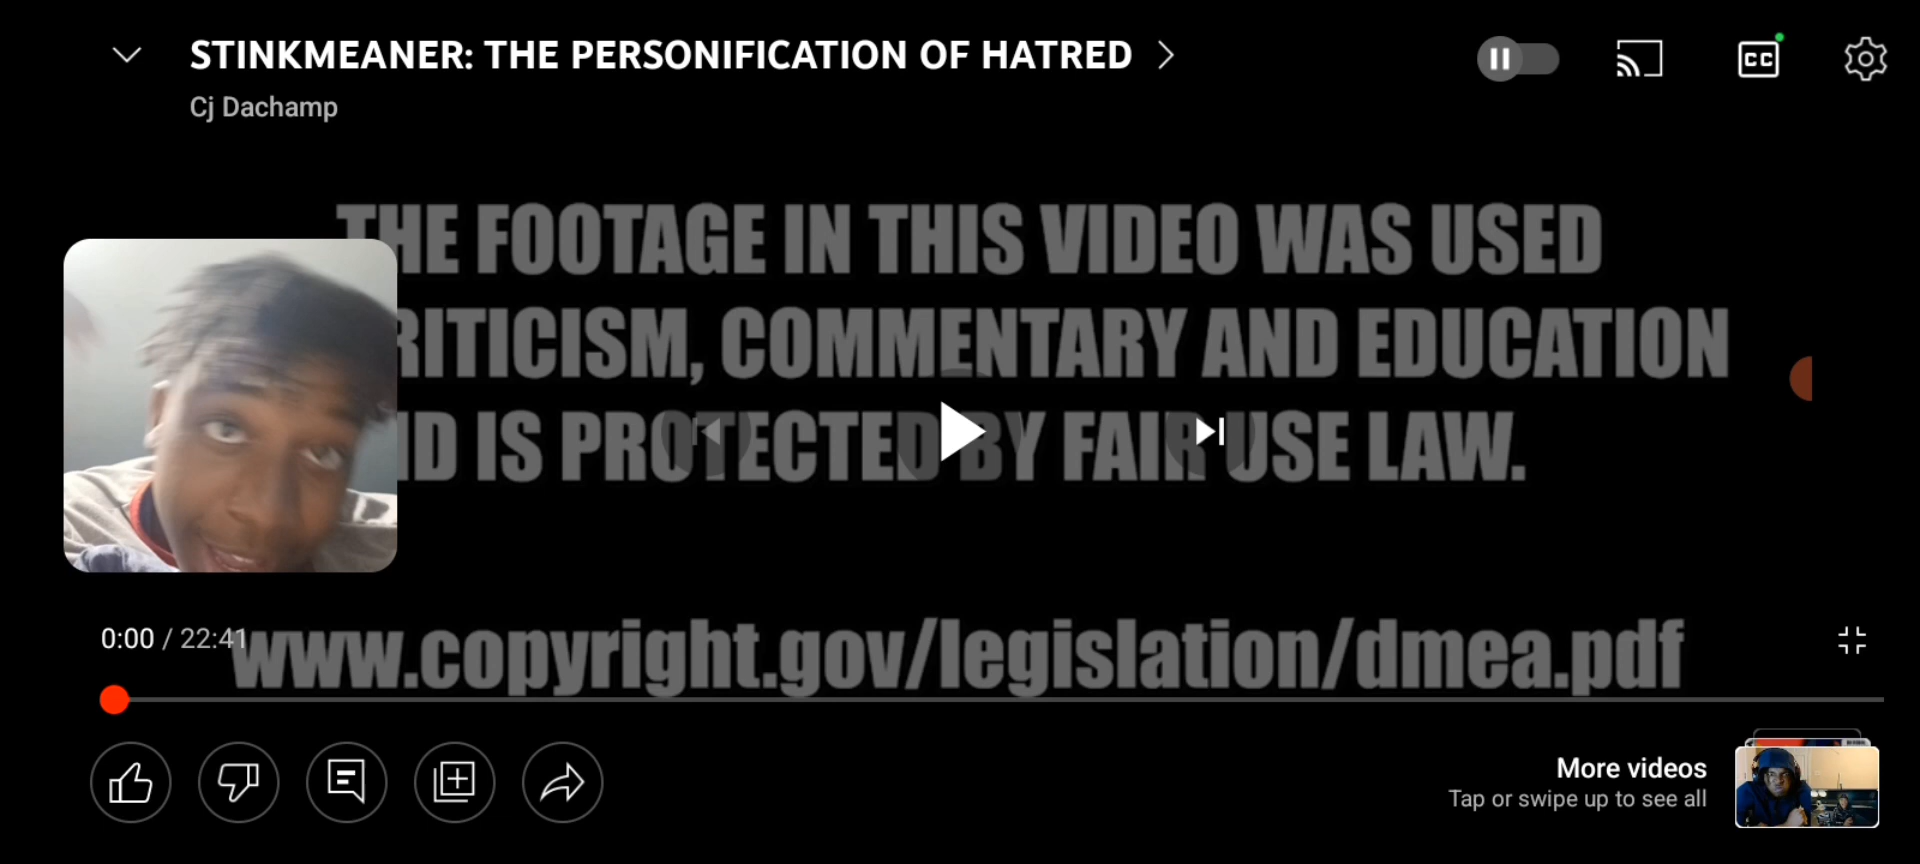 STINKMEANER: THE PERSONIFICATION OF HATRED
Cj Dachamp
CC
THE FOOTAGE IN THIS VIDEO WAS USED
CRITICISM, COMMENTARY AND EDUCATION
IS PROTECTED BY FAIR USE LAW.
0:00 / 22:41
www.copyright.gov/legislation/dmea.pdf
More videos
Tap or swipe up to see all